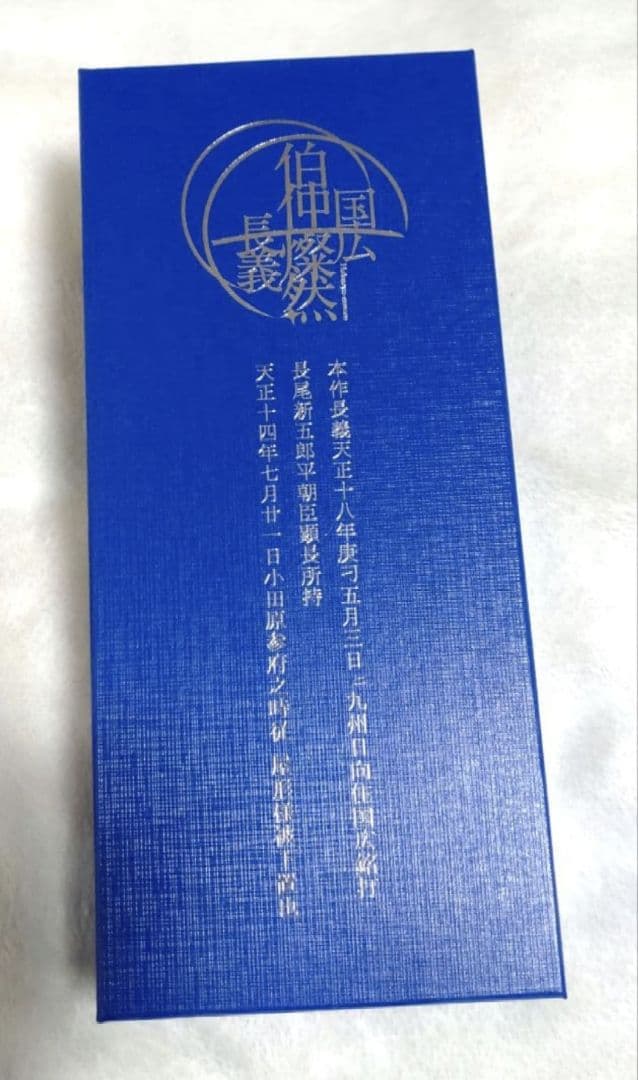 国広
伯仲燦然
長義
本作長義天正十八年庚刁五月三日ニ九州日向住国広銘打
長尾新五郎平朝臣顕長所持
天正十四年七月廿一日小田原参府之時従 屋形様被下置也